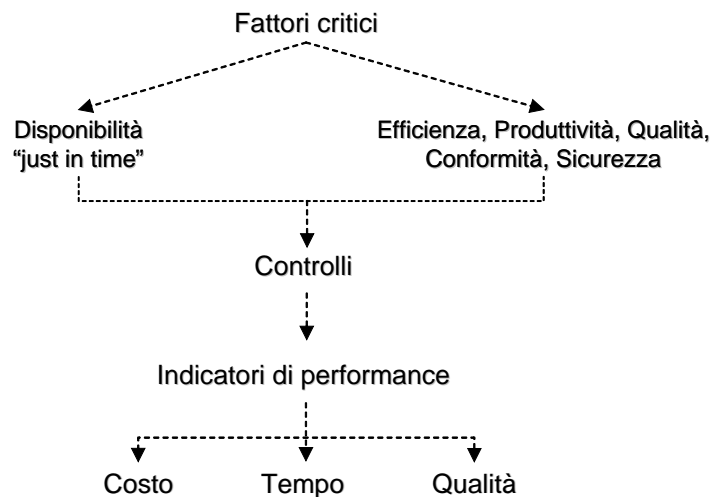 Fattori critici
Disponibilità
“just in time”
Efficienza, Produttività, Qualità,
Conformità, Sicurezza
Controlli
Indicatori di performance
Costo
Tempo
Qualità